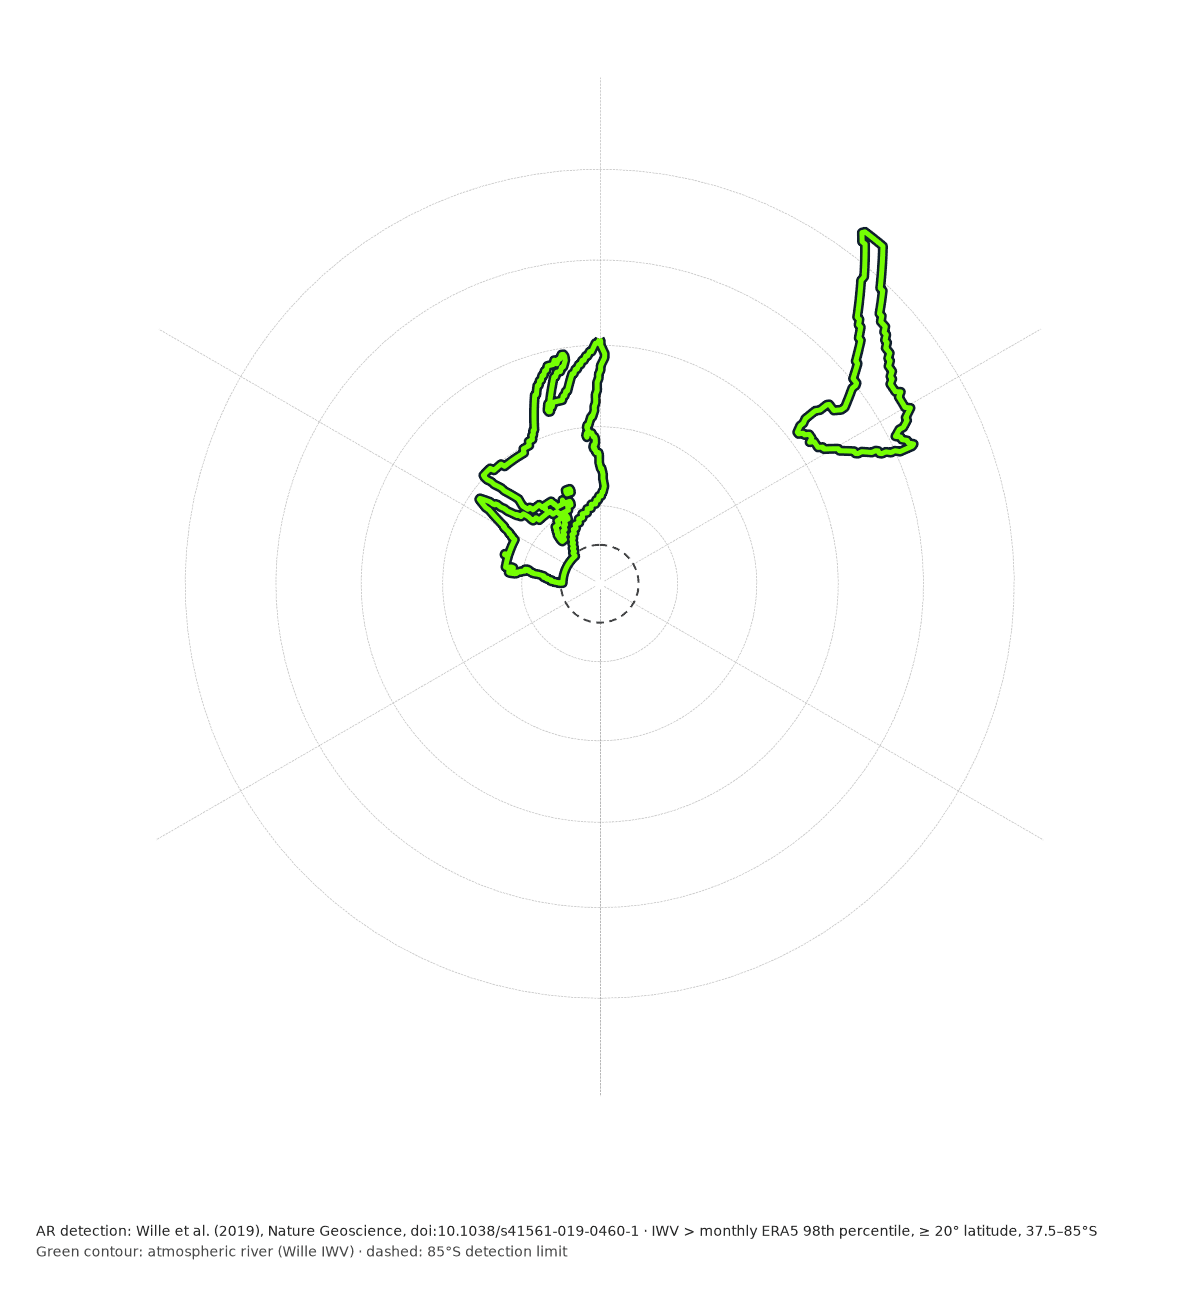 AR detection: Wille et al. (2019), Nature Geoscience, doi:10.1038/s41561-019-0460-1 · IWV > monthly ERA5 98th percentile, ≥ 20° latitude, 37.5–85°S
Green contour: atmospheric river (Wille IWV) · dashed: 85°S detection limit